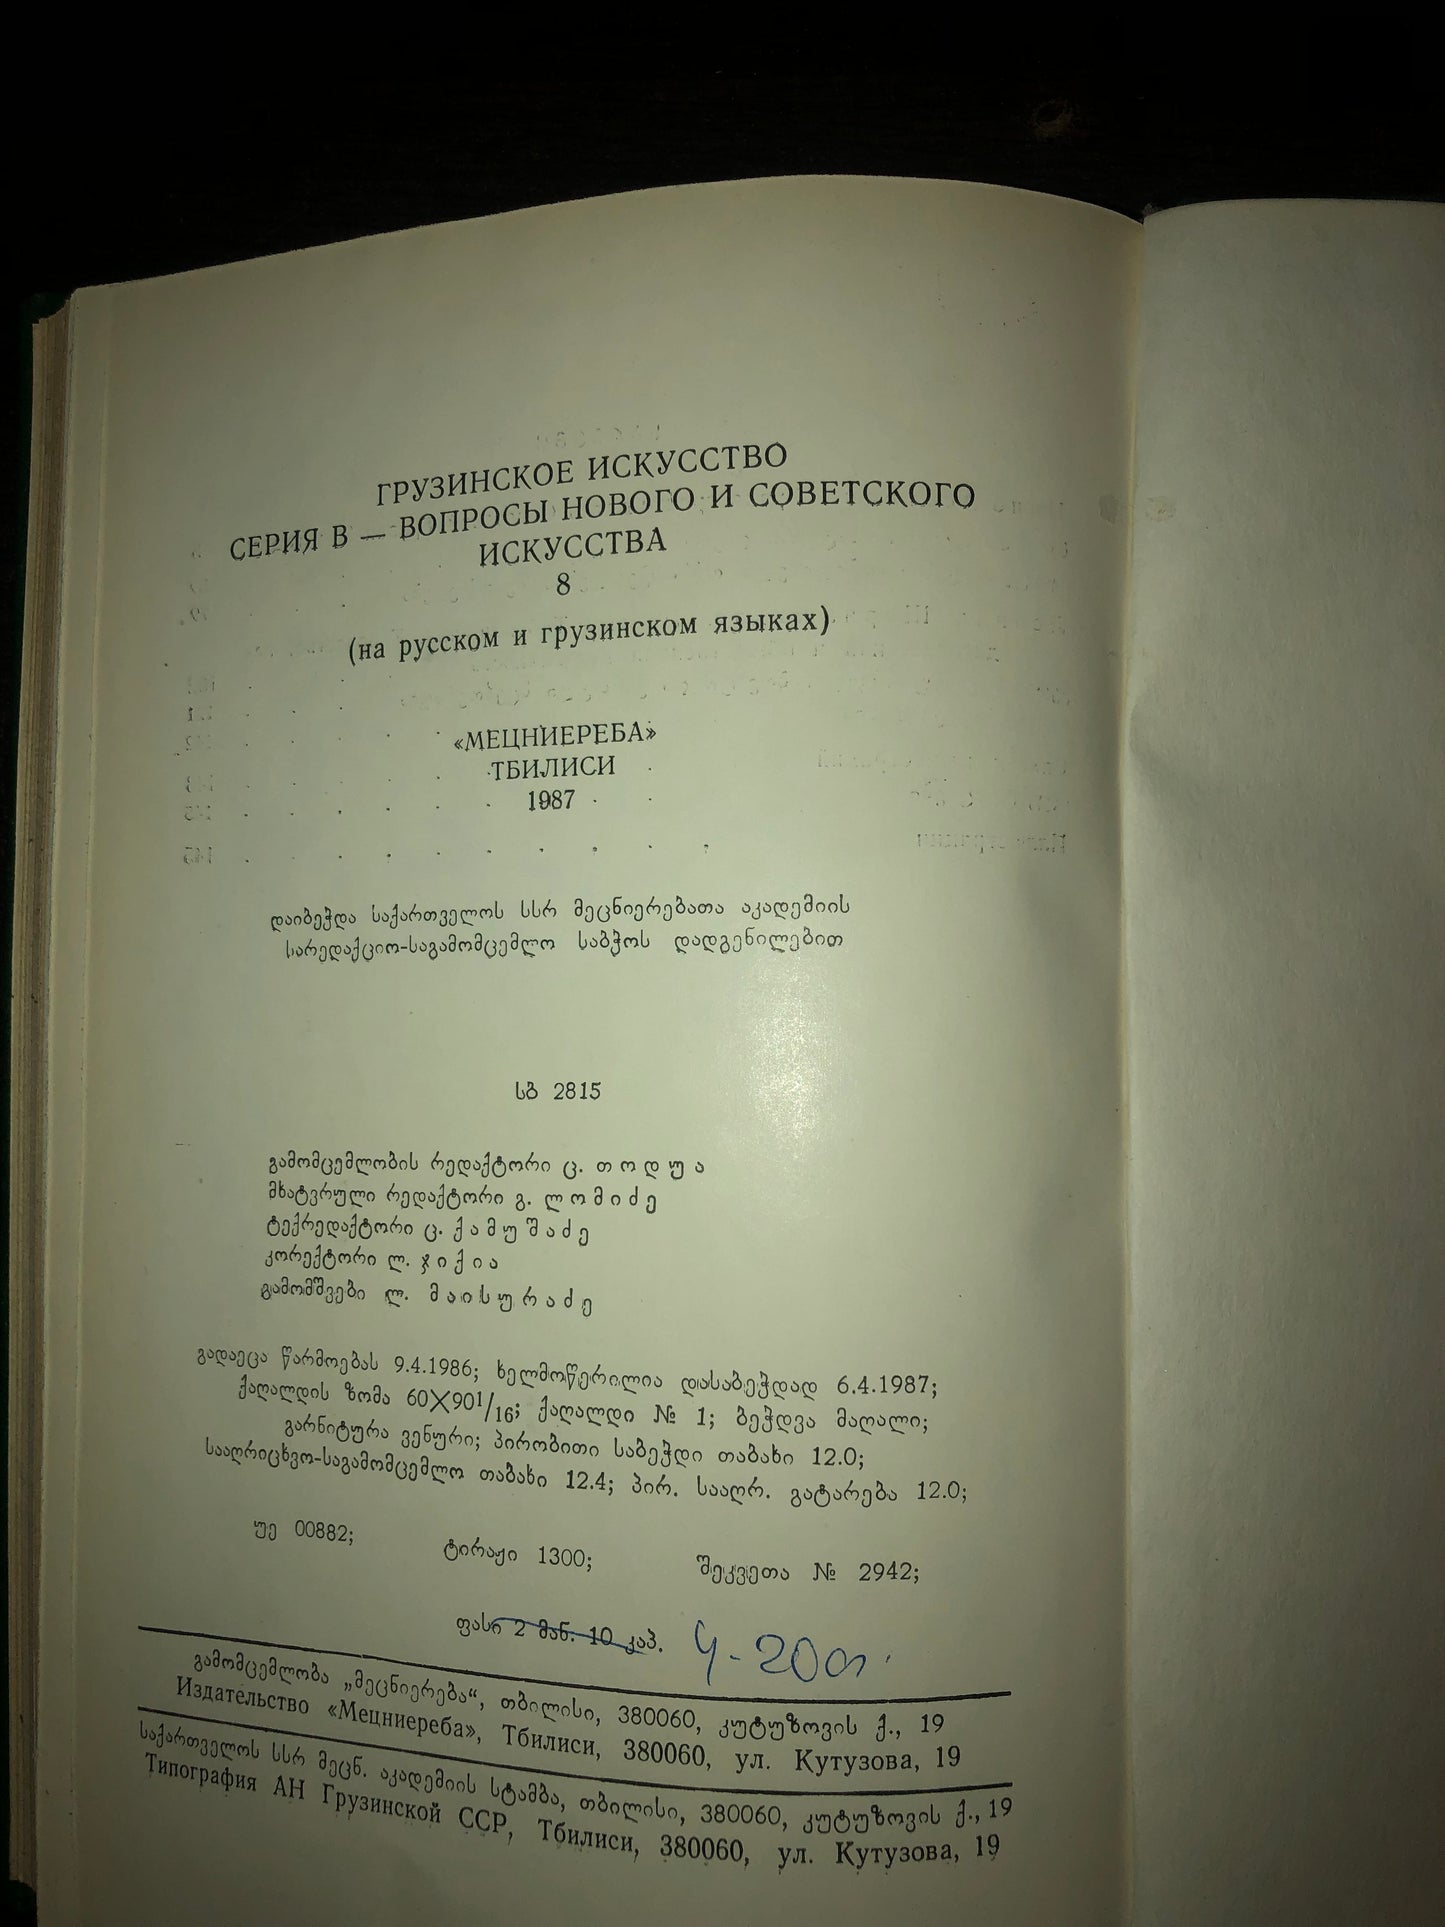 ГРУЗИНСКОЕ ИСКУССТВО
СЕРИЯ В — ВОПРОСЫ НОВОГО И СОВЕТСКОГО
ИСКУССТВА
8
(на русском и грузинском языках)
«МЕЦНИЕРЕБА»
ТБИЛИСИ
1987
დაიბეჭდა საქართველოს სსრ მეცნიერებათა აკადემიის
სარედაქციო-საგამომცემლო საბჭოს დადგენილებით
სბ 2815
გამომცემლობის რედაქტორი ც. თოდუა
მხატვრული რედაქტორი გ. ლომიძე
ტექრედაქტორი ც. ქამუშაძე
კორექტორი ლ. ჯიქია
გამომშვები ლ. მაისურაძე
გადაეცა წარმოებას 9.4.1986; ხელმოწერილია დასაბეჭდად 6.4.1987;
ქაღალდის ზომა 60X90 1/16; ქაღალდი № 1; ბეჭდვა მაღალი;
გარნიტურა ვენური; პირობითი საბეჭდი თაბახი 12.0;
სააღრიცხვო-საგამომცემლო თაბახი 12.4; პირ. სააღრ. გატარება 12.0;
უე 00882; ტირაჟი 1300; შეკვეთა № 2942;
ფასი 2 მან. 10 კაპ.
გამომცემლობა „მეცნიერება“, თბილისი, 380060, კუტუზოვის ქ., 19
Издательство «Мецниереба», Тбилиси, 380060, ул. Кутузова, 19
საქართველოს სსრ მეცნ. აკადემიის სტამბა, თბილისი, 380060, კუტუზოვის ქ., 19
Типография АН Грузинской ССР, Тбилиси, 380060, ул. Кутузова, 19